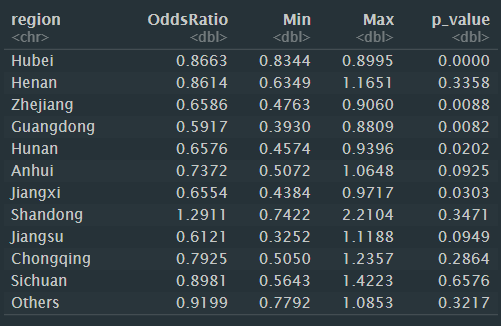 region OddsRatio Min Max p_value
<chr> <dbl> <dbl> <dbl> <dbl>
Hubei 0.8663 0.8344 0.8995 0.0000
Henan 0.8614 0.6349 1.1651 0.3358
Zhejiang 0.6586 0.4763 0.9060 0.0088
Guangdong 0.5917 0.3930 0.8809 0.0082
Hunan 0.6576 0.4574 0.9396 0.0202
Anhui 0.7372 0.5072 1.0648 0.0925
Jiangxi 0.6554 0.4384 0.9717 0.0303
Shandong 1.2911 0.7422 2.2104 0.3471
Jiangsu 0.6121 0.3252 1.1188 0.0949
Chongqing 0.7925 0.5050 1.2357 0.2864
Sichuan 0.8981 0.5643 1.4223 0.6576
Others 0.9199 0.7792 1.0853 0.3217